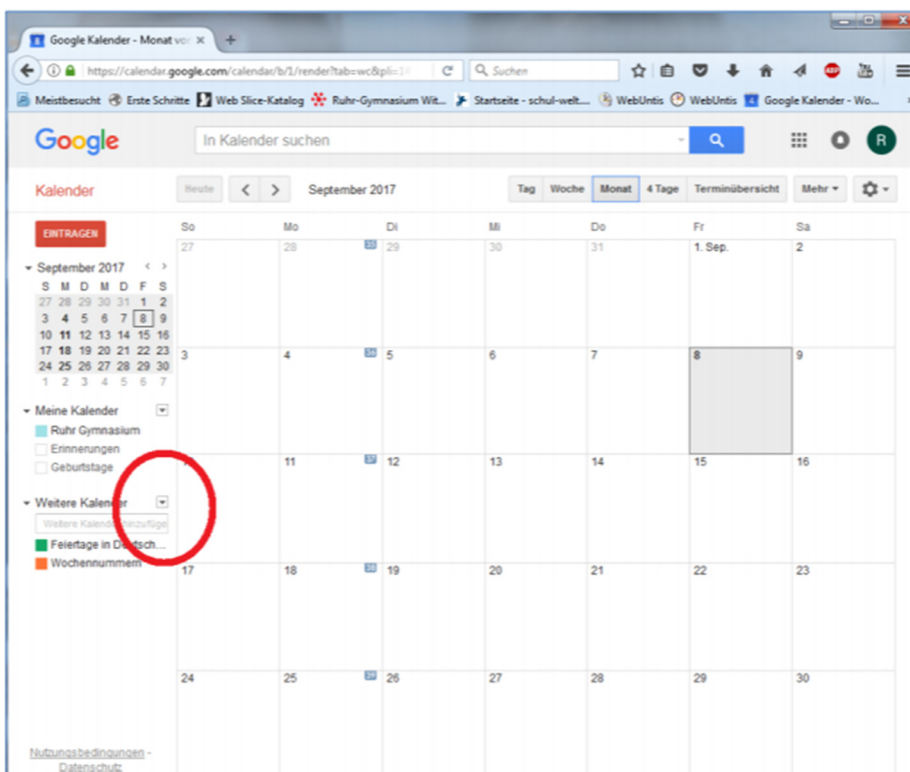 Google Kalender - Monat vor × +
https://calendar.google.com/calendar/b/1/render?tab=wc&pli=1# Suchen ABP
Meistbesucht Erste Schritte Web Slice-Katalog Ruhr-Gymnasium Wit... Startseite - schul-welt.... WebUntis WebUntis Google Kalender - Wo...
Google In Kalender suchen R
Kalender Heute < > September 2017 Tag Woche Monat 4 Tage Terminübersicht Mehr
EINTRAGEN
September 2017 < >
S M D M D F S
27 28 29 30 31 1 2
3 4 5 6 7 8 9
10 11 12 13 14 15 16
17 18 19 20 21 22 23
24 25 26 27 28 29 30
1 2 3 4 5 6 7
Meine Kalender
Ruhr Gymnasium
Erinnerungen
Geburtstage
Weitere Kalender
Weitere Kalender hinzufüge
Feiertage in Deutsch...
Wochennummern
Nutzungsbedingungen -
Datenschutz
So Mo Di Mi Do Fr Sa
27 28 35 29 30 31 1. Sep. 2
3 4 36 5 6 7 8 9
10 11 37 12 13 14 15 16
17 18 38 19 20 21 22 23
24 25 39 26 27 28 29 30